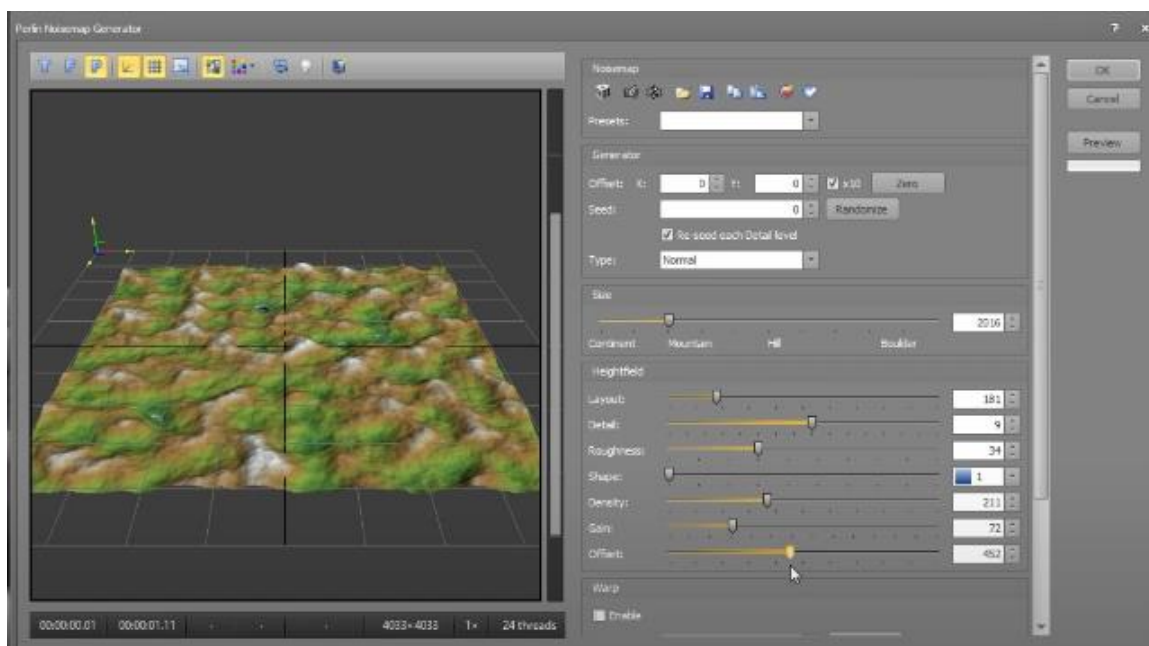 Perlin Noisemap Generator
? x
Noisemap
OK
Cancel
Presets:
Preview
Generator
Offset: X: 0 Y: 0 x10 Zero
Seed: 0 Randomize
Re-seed each Detail level
Type: Normal
Size
2016
Continent Mountain Hill Boulder
Heightfield
Layout: 181
Detail: 9
Roughness: 34
Shape: 1
Density: 211
Gain: 72
Offset: 452
Warp
Enable
00:00:00.01 00:00:01.11 - - - 4033×4033 1× 24 threads